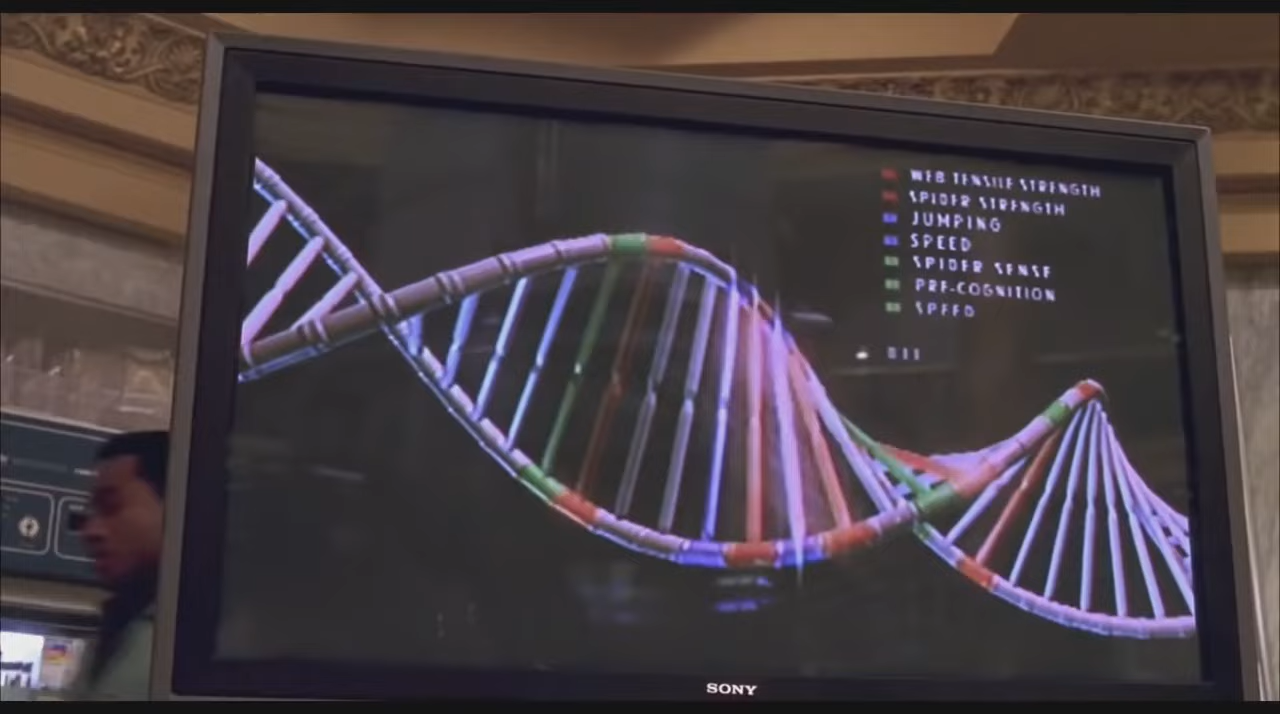 WEB TENSILE STRENGTH
SPIDER STRENGTH
JUMPING
SPEED
SPIDER SENSE
PRE-COGNITION
SPEED
SONY